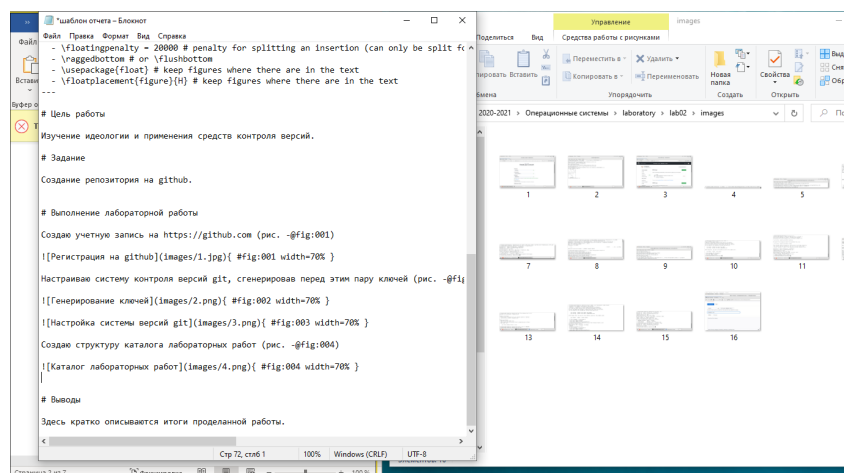 *шаблон отчета – Блокнот
Файл Правка Формат Вид Справка
- \floatingpenalty = 20000 # penalty for splitting an insertion (can only be split
- \raggedbottom # or \flushbottom
- \usepackage{float} # keep figures where there are in the text
- \floatplacement{figure}{H} # keep figures where there are in the text
---
# Цель работы
Изучение идеологии и применения средств контроля версий.
# Задание
Создание репозитория на github.
# Выполнение лабораторной работы
Создаю учетную запись на https://github.com (рис. -@fig:001)
![Регистрация на github](images/1.jpg){ #fig:001 width=70% }
Настраиваю систему контроля версий git, сгенерировав перед этим пару ключей (рис. -@fig
![Генерирование ключей](images/2.png){ #fig:002 width=70% }
![Настройка системы версий git](images/3.png){ #fig:003 width=70% }
Создаю структуру каталога лабораторных работ (рис. -@fig:004)
![Каталог лабораторных работ](images/4.png){ #fig:004 width=70% }
# Выводы
Здесь кратко описываются итоги проделанной работы.
Стр 72, стлб 1 100% Windows (CRLF) UTF-8
Файл
Управление images
Поделиться Вид Средства работы с рисунками
Вставить
Переместить в
Копировать в
Удалить
Переименовать
Новая папка
Свойства
Упорядочить Создать Открыть
2020-2021 › Операционные системы › laboratory › lab02 › images
1 2 3 4 5
7 8 9 10 11
13 14 15 16
100 %